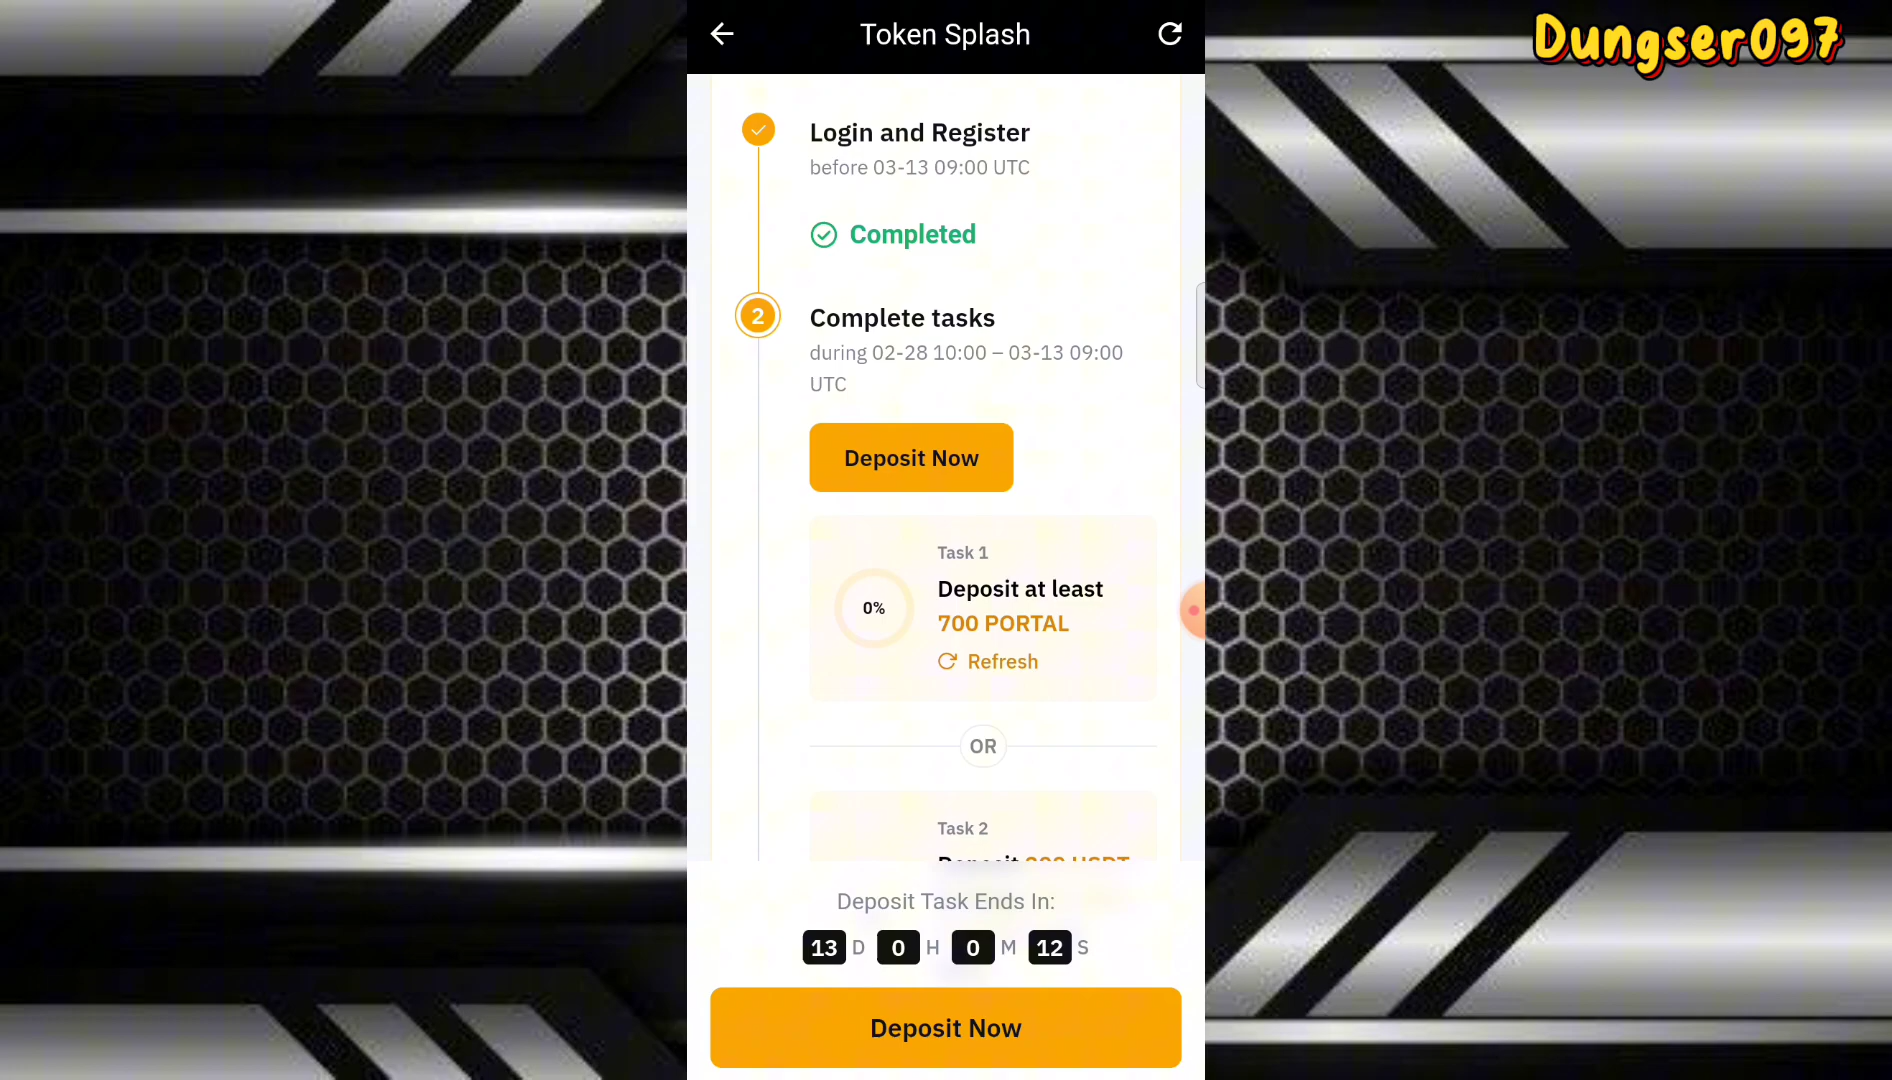 Token Splash
Dungser097
Login and Register
before 03-13 09:00 UTC
Completed
2
Complete tasks
during 02-28 10:00 – 03-13 09:00
UTC
Deposit Now
Task 1
0%
Deposit at least
700 PORTAL
Refresh
OR
Task 2
Deposit
USDT
Deposit Task Ends In:
13 D 0 H 0 M 12 S
Deposit Now